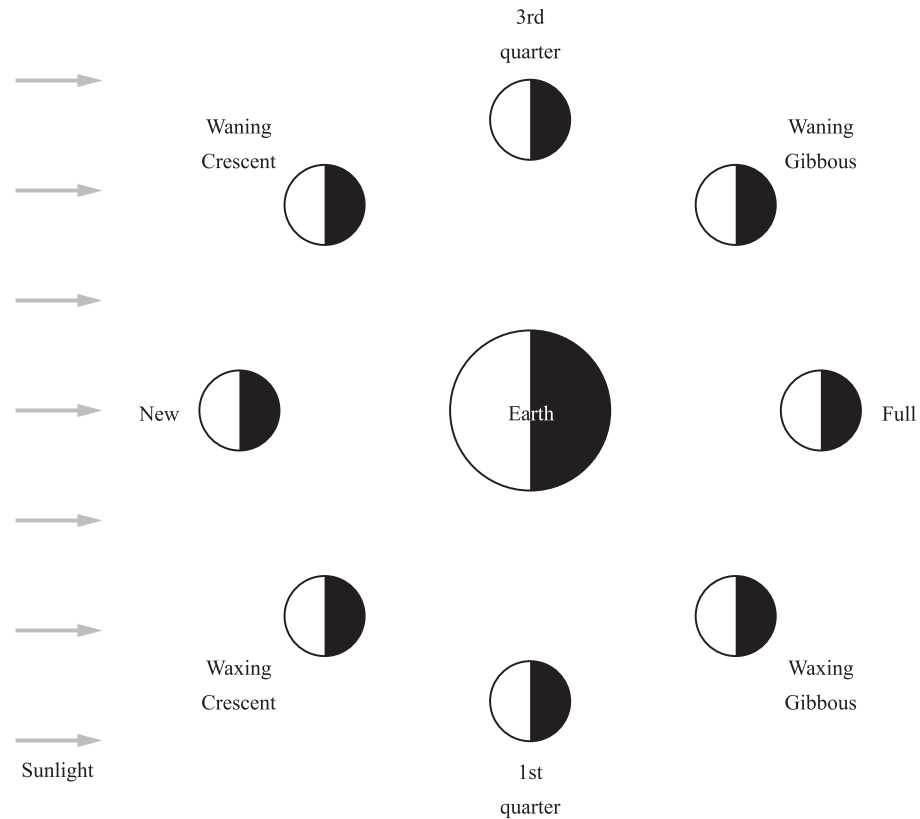 3rd
quarter
Waning
Crescent
Waning
Gibbous
New
Earth
Full
Waxing
Crescent
Waxing
Gibbous
Sunlight
1st
quarter